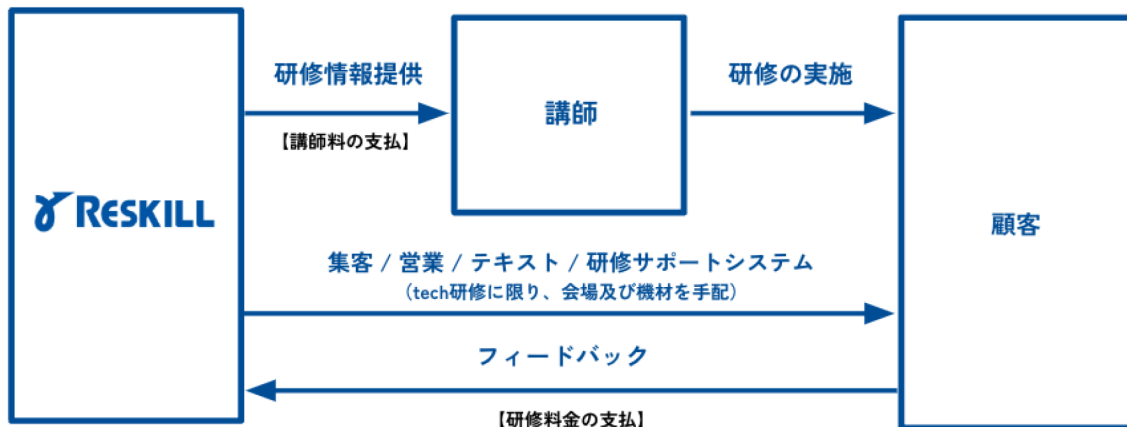 研修情報提供
【講師料の支払】
講師
研修の実施
RESKILL
顧客
集客 / 営業 / テキスト / 研修サポートシステム
（tech研修に限り、会場及び機材を手配）
フィードバック
【研修料金の支払】